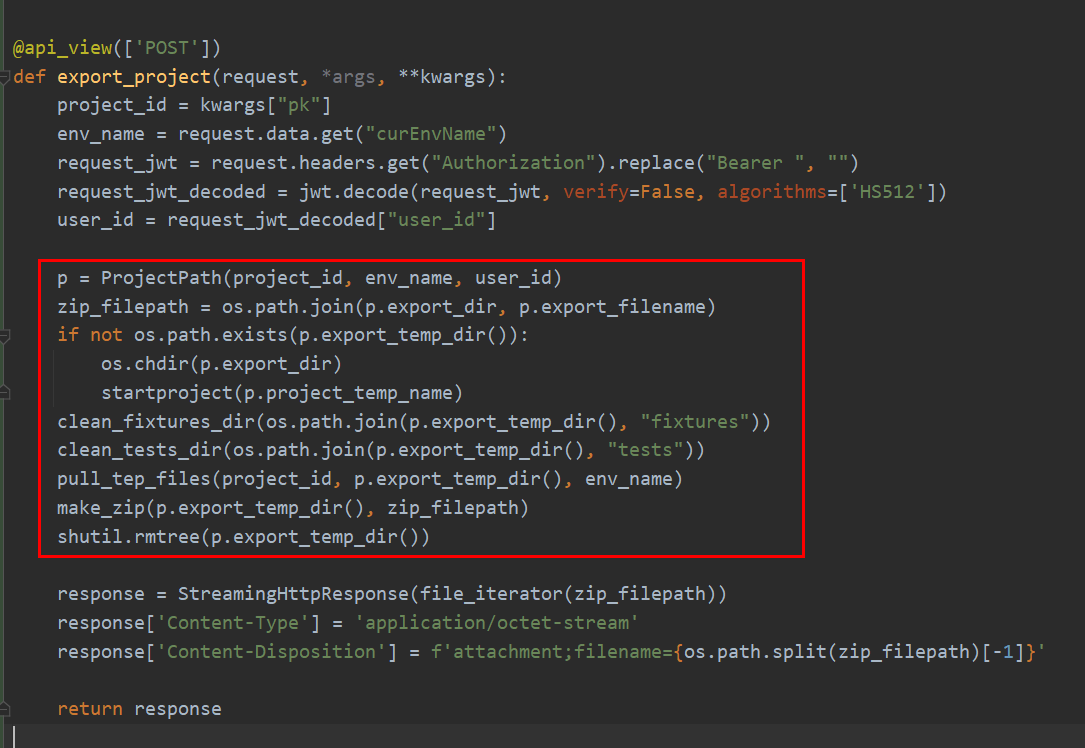 @api_view(['POST'])
def export_project(request, *args, **kwargs):
    project_id = kwargs["pk"]
    env_name = request.data.get("curEnvName")
    request_jwt = request.headers.get("Authorization").replace("Bearer ", "")
    request_jwt_decoded = jwt.decode(request_jwt, verify=False, algorithms=['HS512'])
    user_id = request_jwt_decoded["user_id"]
    p = ProjectPath(project_id, env_name, user_id)
    zip_filepath = os.path.join(p.export_dir, p.export_filename)
    if not os.path.exists(p.export_temp_dir()):
        os.chdir(p.export_dir)
        startproject(p.project_temp_name)
    clean_fixtures_dir(os.path.join(p.export_temp_dir(), "fixtures"))
    clean_tests_dir(os.path.join(p.export_temp_dir(), "tests"))
    pull_tep_files(project_id, p.export_temp_dir(), env_name)
    make_zip(p.export_temp_dir(), zip_filepath)
    shutil.rmtree(p.export_temp_dir())
    response = StreamingHttpResponse(file_iterator(zip_filepath))
    response['Content-Type'] = 'application/octet-stream'
    response['Content-Disposition'] = f'attachment;filename={os.path.split(zip_filepath)[-1]}'
    return response